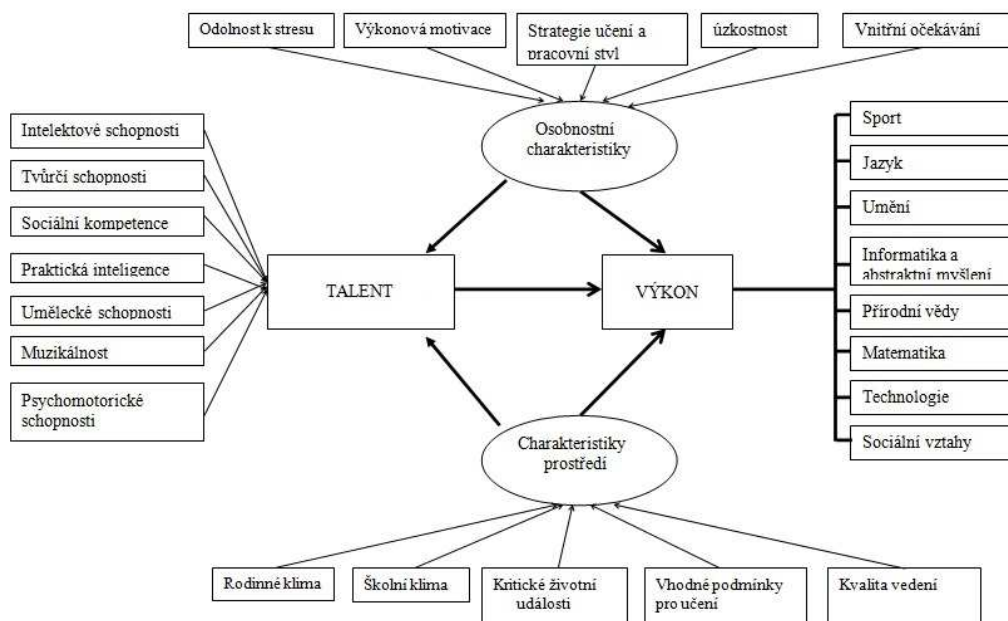 Odolnost k stresu
Výkonová motivace
Strategie učení a
pracovní styl
úzkostnost
Vnitřní očekávání
Osobnostní
charakteristiky
Intelektové schopnosti
Tvůrčí schopnosti
Sociální kompetence
Praktická inteligence
Umělecké schopnosti
Muzikálnost
Psychomotorické
schopnosti
TALENT
VÝKON
Sport
Jazyk
Umění
Informatika a
abstraktní myšlení
Přírodní vědy
Matematika
Technologie
Sociální vztahy
Charakteristiky
prostředí
Rodinné klima
Školní klima
Kritické životní
události
Vhodné podmínky
pro učení
Kvalita vedení